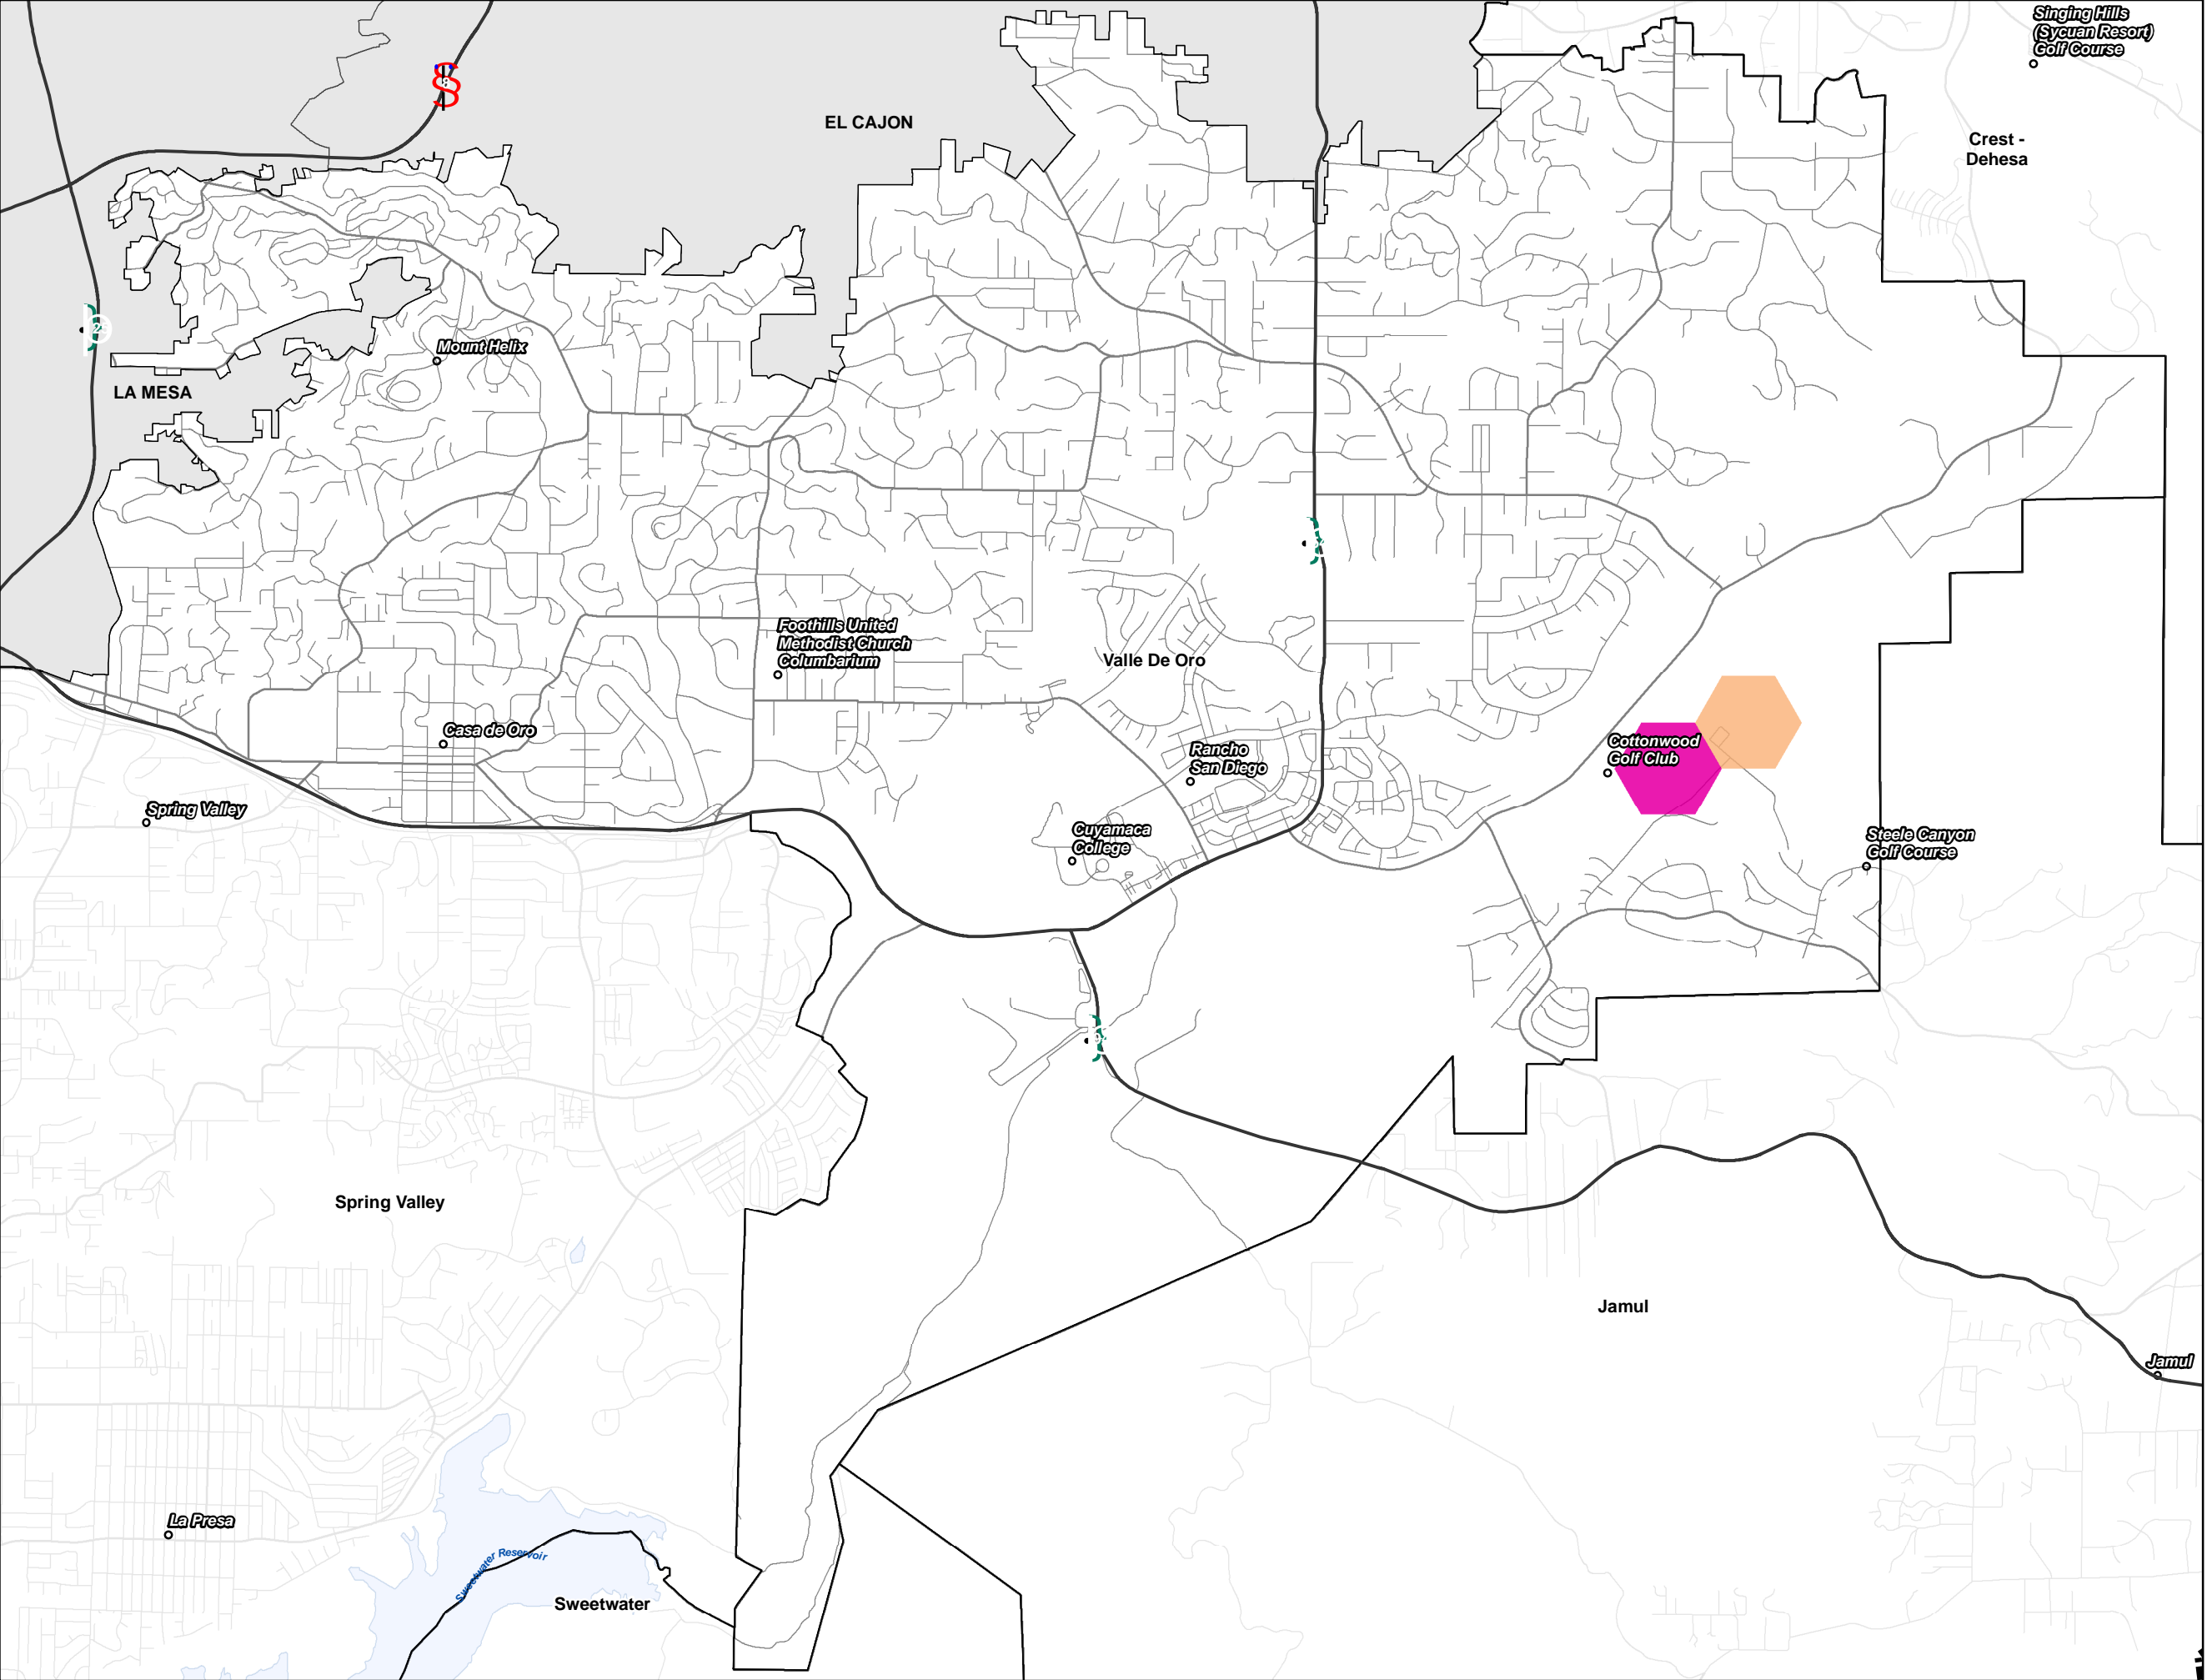 Singing Hills
(Sycuan Resort)
Golf Course
EL CAJON
Crest -
Dehesa
Mount Helix
LA MESA
Foothills United
Methodist Church
Columbarium
Valle De Oro
Casa de Oro
Rancho
San Diego
Cottonwood
Golf Club
Spring Valley
Cuyamaca
College
Steele Canyon
Golf Course
Spring Valley
Jamul
Jamul
La Presa
Sweetwater Reservoir
Sweetwater